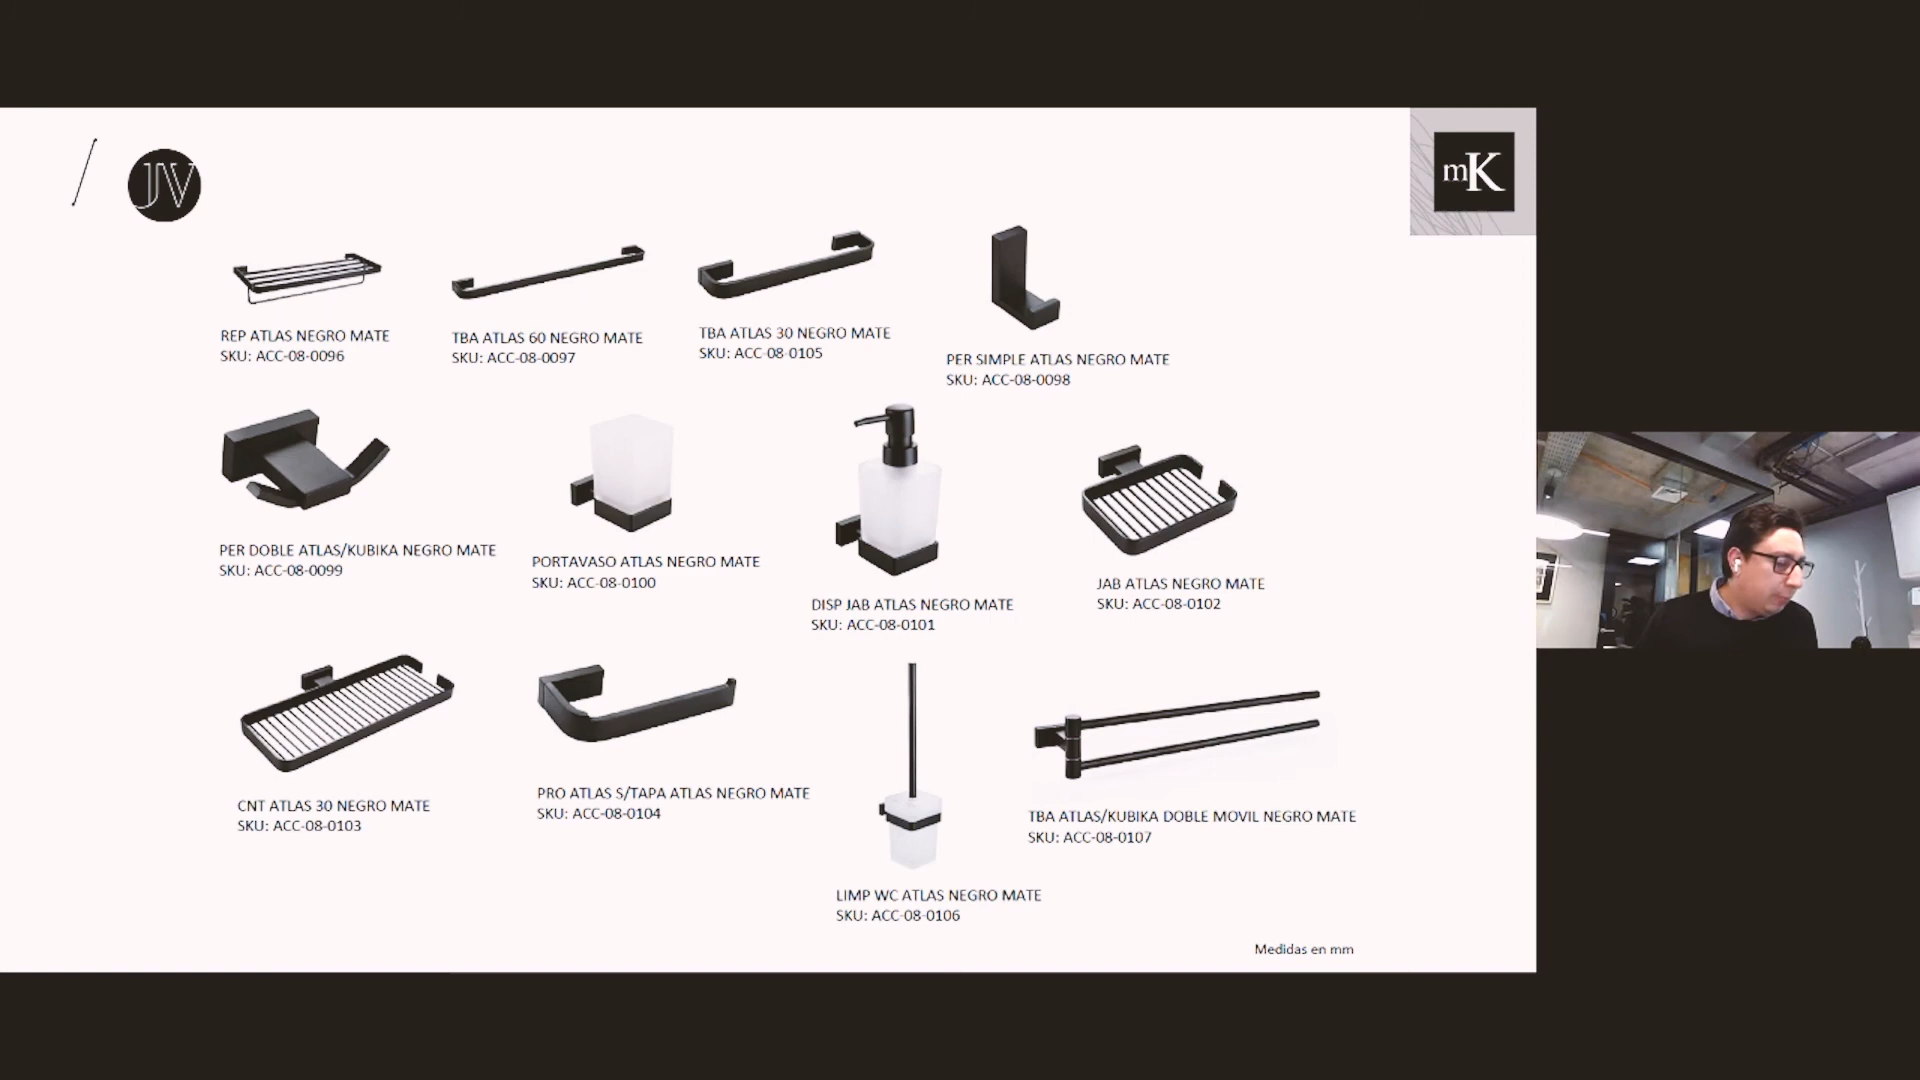 JV
mK
REP ATLAS NEGRO MATE
SKU: ACC-08-0096
TBA ATLAS 60 NEGRO MATE
SKU: ACC-08-0097
TBA ATLAS 30 NEGRO MATE
SKU: ACC-08-0105
PER SIMPLE ATLAS NEGRO MATE
SKU: ACC-08-0098
PER DOBLE ATLAS/KUBIKA NEGRO MATE
SKU: ACC-08-0099
PORTAVASO ATLAS NEGRO MATE
SKU: ACC-08-0100
DISP JAB ATLAS NEGRO MATE
SKU: ACC-08-0101
JAB ATLAS NEGRO MATE
SKU: ACC-08-0102
CNT ATLAS 30 NEGRO MATE
SKU: ACC-08-0103
PRO ATLAS S/TAPA ATLAS NEGRO MATE
SKU: ACC-08-0104
LIMP WC ATLAS NEGRO MATE
SKU: ACC-08-0106
TBA ATLAS/KUBIKA DOBLE MOVIL NEGRO MATE
SKU: ACC-08-0107
Medidas en mm